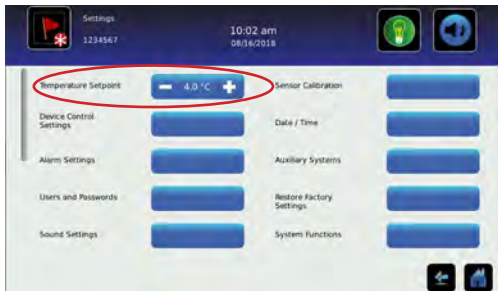 Settings
1234567
10:02 am
08/16/2018
Temperature Setpoint
− 4.0 °C +
Sensor Calibration
Device Control
Settings
Date / Time
Alarm Settings
Auxiliary Systems
Users and Passwords
Restore Factory
Settings
Sound Settings
System Functions